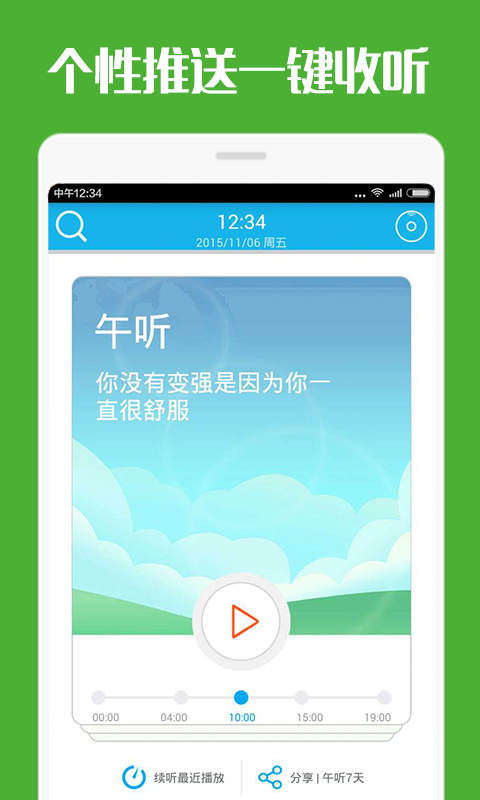 个性推送一键收听
中午12:34
12:34
2015/11/06 周五
午听
你没有变强是因为你一
直很舒服
00:00 04:00 10:00 15:00 19:00
续听最近播放 分享 | 午听7天